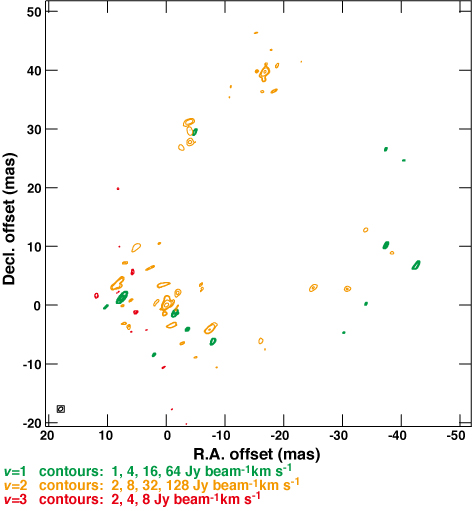 50
40
30
20
10
0
-10
-20
Decl. offset (mas)
20 10 0 -10 -20 -30 -40 -50
R.A. offset (mas)
v=1 contours: 1, 4, 16, 64 Jy beam-1km s-1
v=2 contours: 2, 8, 32, 128 Jy beam-1km s-1
v=3 contours: 2, 4, 8 Jy beam-1km s-1